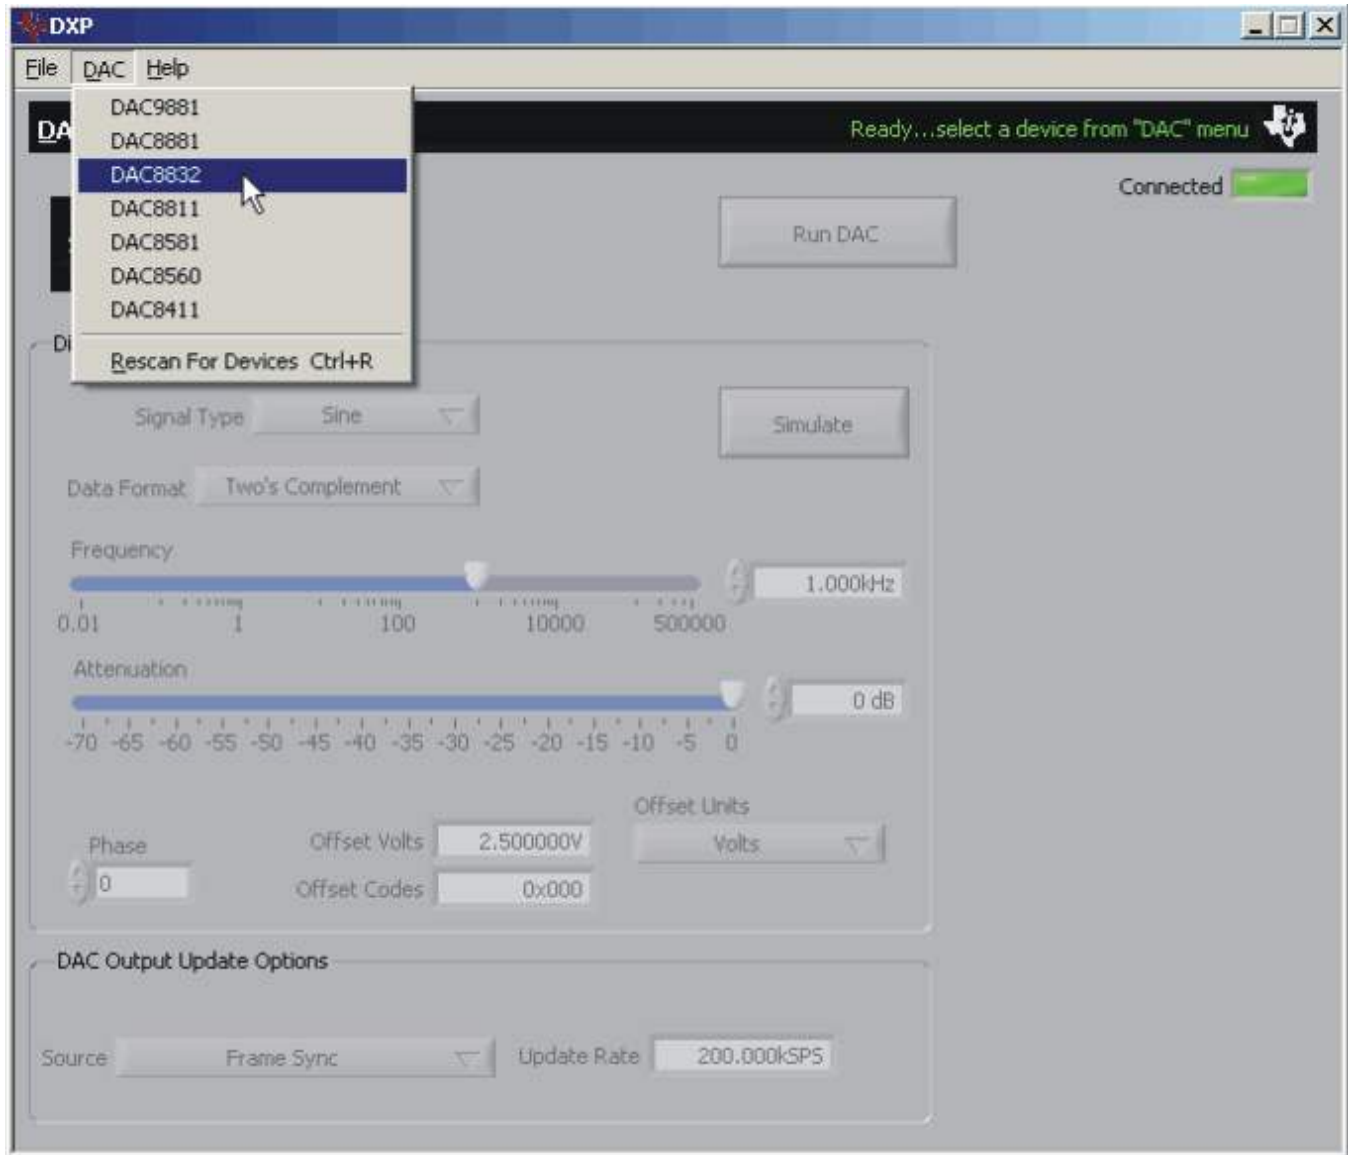 DXP
File DAC Help
DAC9881
DAC8881
DAC8832
DAC8811
DAC8581
DAC8560
DAC8411
Rescan For Devices Ctrl+R
DA
Ready...select a device from "DAC" menu
Connected
Run DAC
Di
Signal Type Sine
Simulate
Data Format Two's Complement
Frequency
1.000kHz
0.01 1 100 10000 500000
Attenuation
0 dB
-70 -65 -60 -55 -50 -45 -40 -35 -30 -25 -20 -15 -10 -5 0
Offset Units
Phase Offset Volts 2.500000V Volts
0 Offset Codes 0x000
DAC Output Update Options
Source Frame Sync Update Rate 200.000kSPS